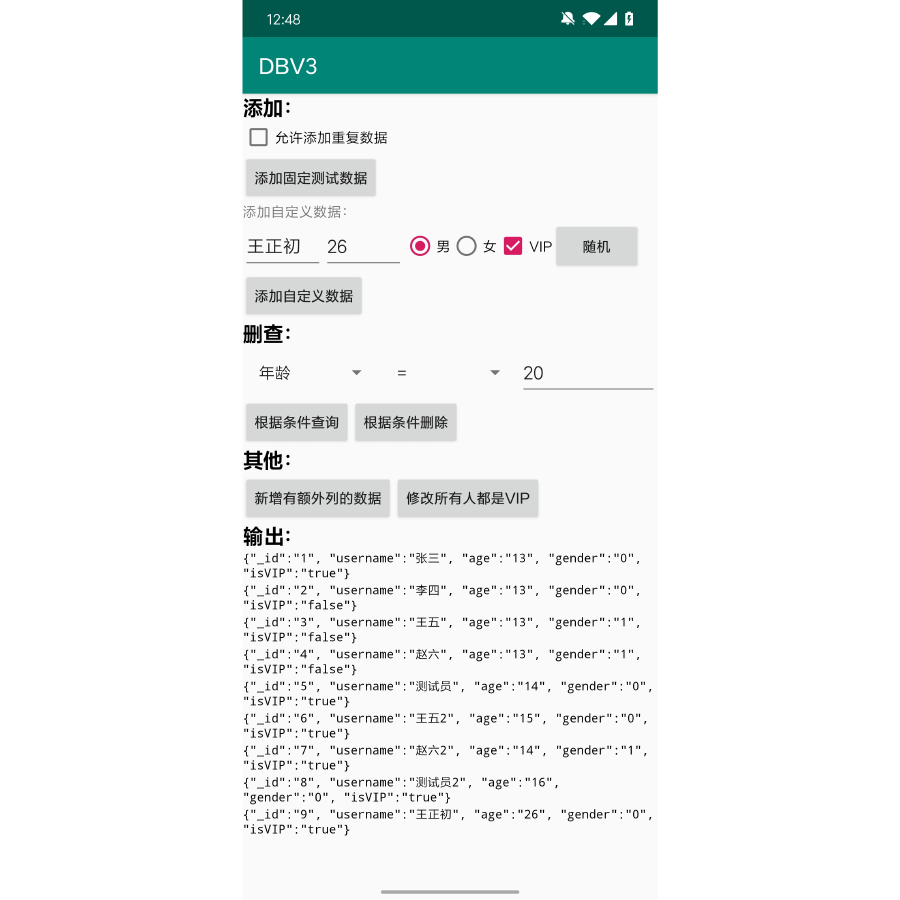 12:48
DBV3
添加:
允许添加重复数据
添加固定测试数据
添加自定义数据:
王正初 26 男 女 VIP 随机
添加自定义数据
删查:
年龄 = 20
根据条件查询 根据条件删除
其他:
新增有额外列的数据 修改所有人都是VIP
输出:
{"_id":"1", "username":"张三", "age":"13", "gender":"0",
"isVIP":"true"}
{"_id":"2", "username":"李四", "age":"13", "gender":"0",
"isVIP":"false"}
{"_id":"3", "username":"王五", "age":"13", "gender":"1",
"isVIP":"false"}
{"_id":"4", "username":"赵六", "age":"13", "gender":"1",
"isVIP":"false"}
{"_id":"5", "username":"测试员", "age":"14", "gender":"0",
"isVIP":"true"}
{"_id":"6", "username":"王五2", "age":"15", "gender":"0",
"isVIP":"true"}
{"_id":"7", "username":"赵六2", "age":"14", "gender":"1",
"isVIP":"true"}
{"_id":"8", "username":"测试员2", "age":"16",
"gender":"0", "isVIP":"true"}
{"_id":"9", "username":"王正初", "age":"26", "gender":"0",
"isVIP":"true"}